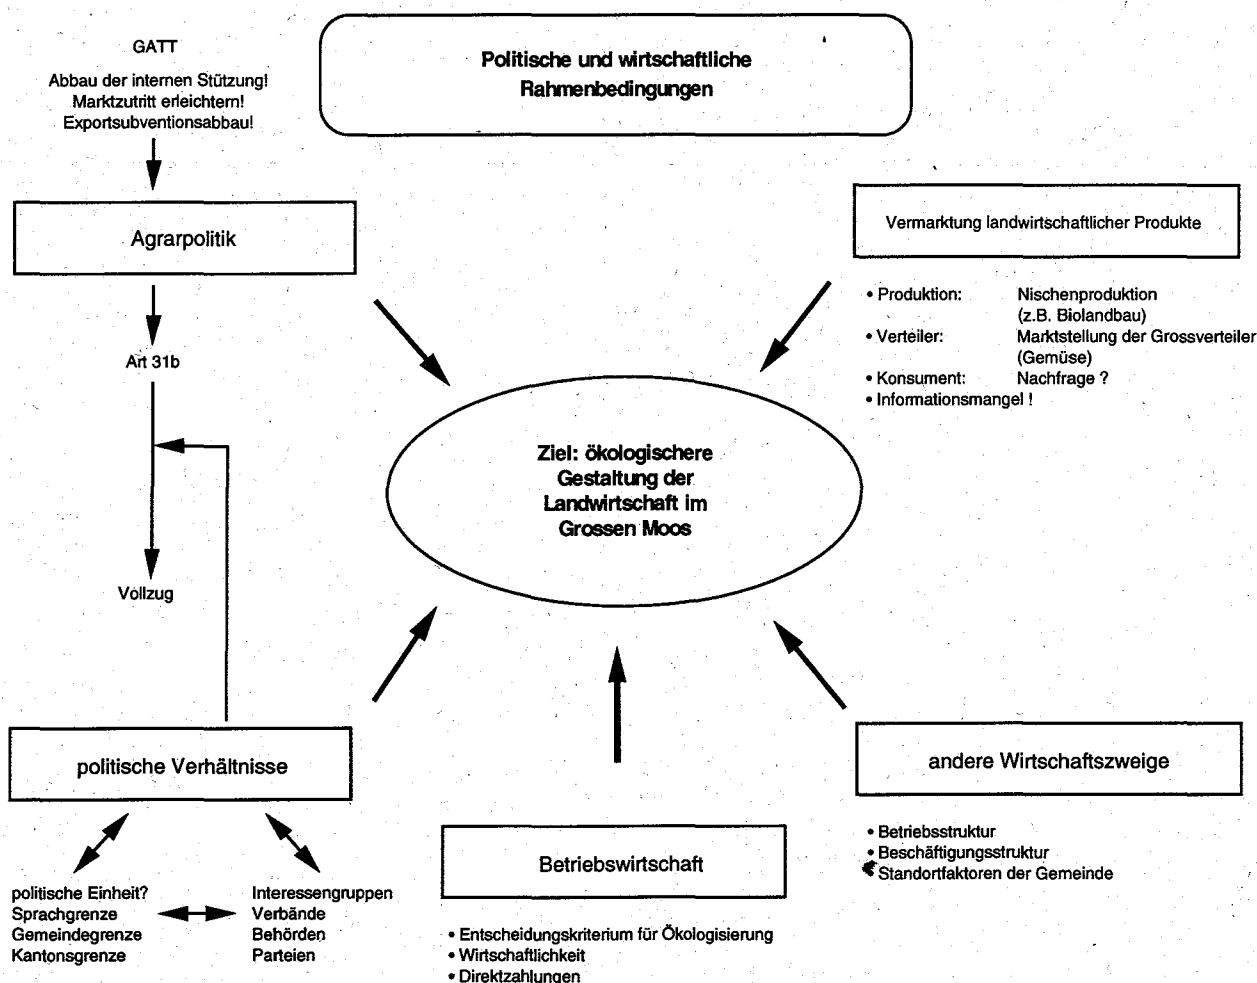 GATT
Abbau der internen Stützung!
Marktzutritt erleichtern!
Exportsubventionsabbau!
Politische und wirtschaftliche
Rahmenbedingungen
Agrarpolitik
Vermarktung landwirtschaftlicher Produkte
• Produktion: Nischenproduktion
(z.B. Biolandbau)
• Verteiler: Marktstellung der Grossverteiler
(Gemüse)
• Konsument: Nachfrage ?
• Informationsmangel !
Art 31b
Vollzug
Ziel: ökologischere
Gestaltung der
Landwirtschaft im
Grossen Moos
politische Verhältnisse
politische Einheit?
Sprachgrenze
Gemeindegrenze
Kantonsgrenze
Interessengruppen
Verbände
Behörden
Parteien
Betriebswirtschaft
• Entscheidungskriterium für Ökologisierung
• Wirtschaftlichkeit
• Direktzahlungen
andere Wirtschaftszweige
• Betriebsstruktur
• Beschäftigungsstruktur
• Standortfaktoren der Gemeinde